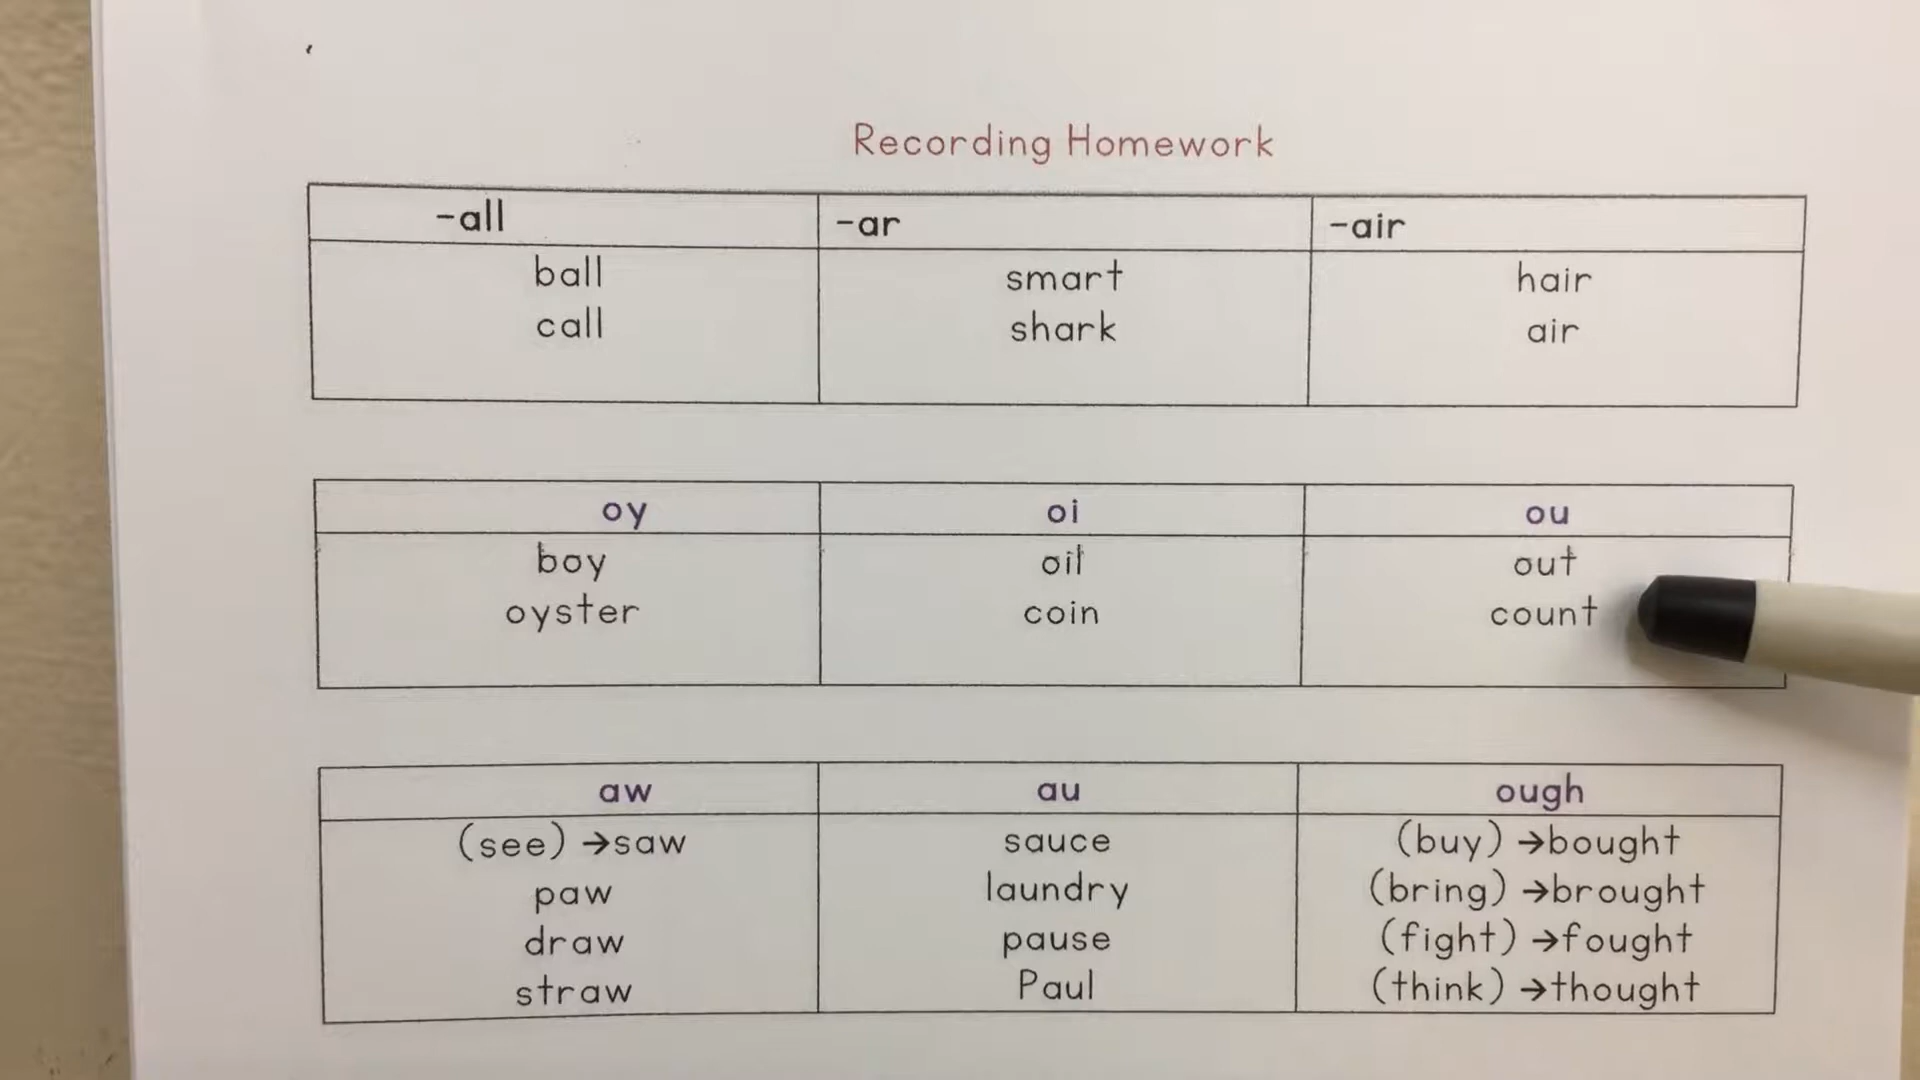 Recording Homework
-all -ar -air
ball smart hair
call shark air
oy oi ou
boy oil out
oyster coin count
aw au ough
(see) →saw sauce (buy) →bought
paw laundry (bring) →brought
draw pause (fight) →fought
straw Paul (think) →thought